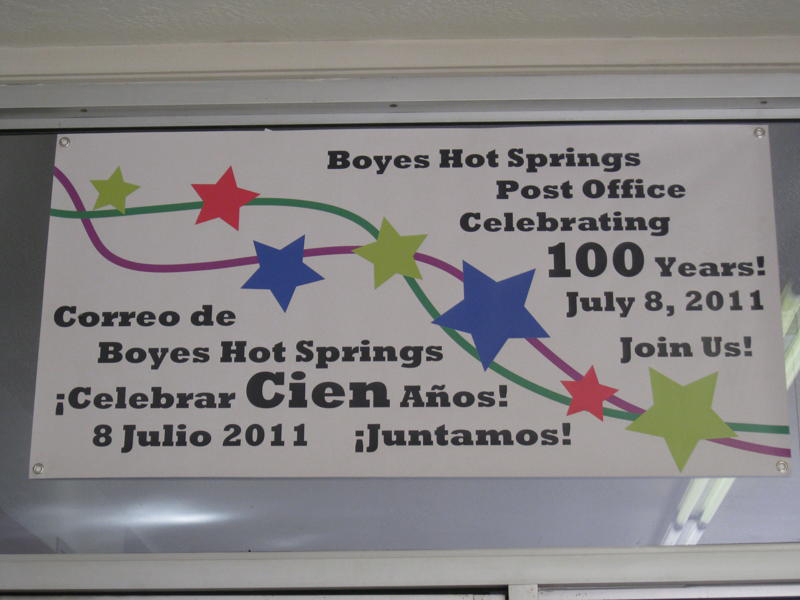 Boyes Hot Springs
Post Office
Celebrating
100 Years!
July 8, 2011
Join Us!
Correo de
Boyes Hot Springs
¡Celebrar Cien Años!
8 Julio 2011 ¡Juntamos!